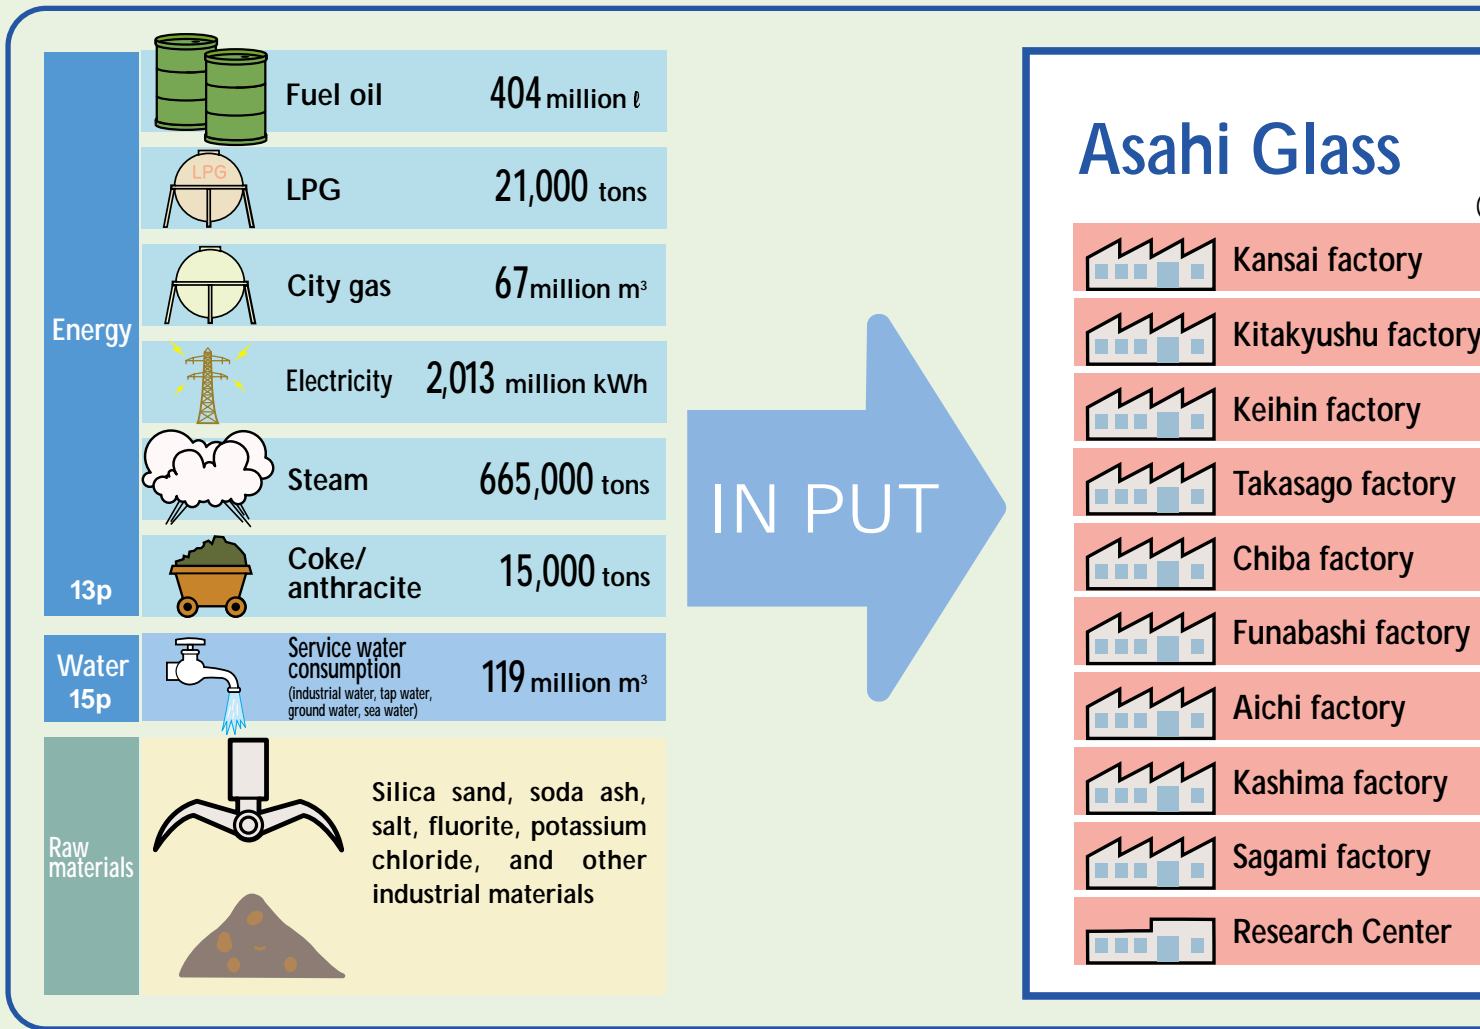 Energy
13p
LPG
Fuel oil 404 million ℓ
LPG 21,000 tons
City gas 67 million m³
Electricity 2,013 million kWh
Steam 665,000 tons
Coke/
anthracite 15,000 tons
Water
15p
Service water
consumption
(industrial water, tap water,
ground water, sea water)
119 million m³
Raw
materials
Silica sand, soda ash,
salt, fluorite, potassium
chloride, and other
industrial materials
IN PUT
Asahi Glass
(
Kansai factory
Kitakyushu factory
Keihin factory
Takasago factory
Chiba factory
Funabashi factory
Aichi factory
Kashima factory
Sagami factory
Research Center